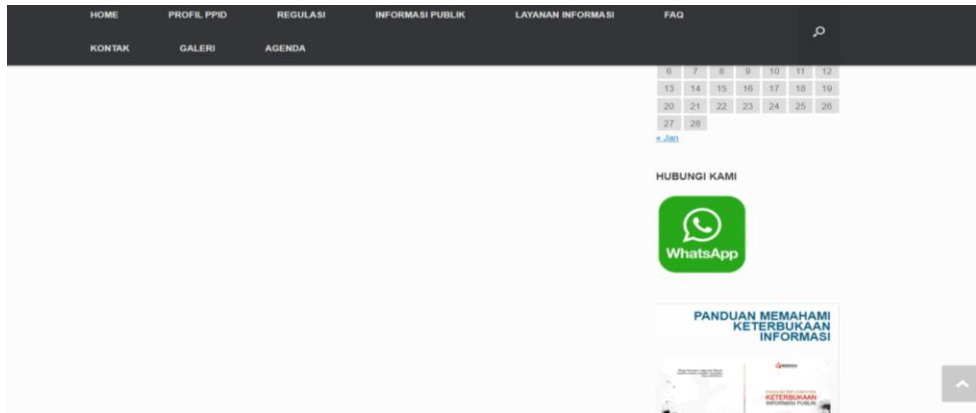 HOME PROFIL PPID REGULASI INFORMASI PUBLIK LAYANAN INFORMASI FAQ
KONTAK GALERI AGENDA
6 7 8 9 10 11 12
13 14 15 16 17 18 19
20 21 22 23 24 25 26
27 28
« Jan
HUBUNGI KAMI
WhatsApp
PANDUAN MEMAHAMI
KETERBUKAAN
INFORMASI
KETERBUKAAN
INFORMASI PUBLIK